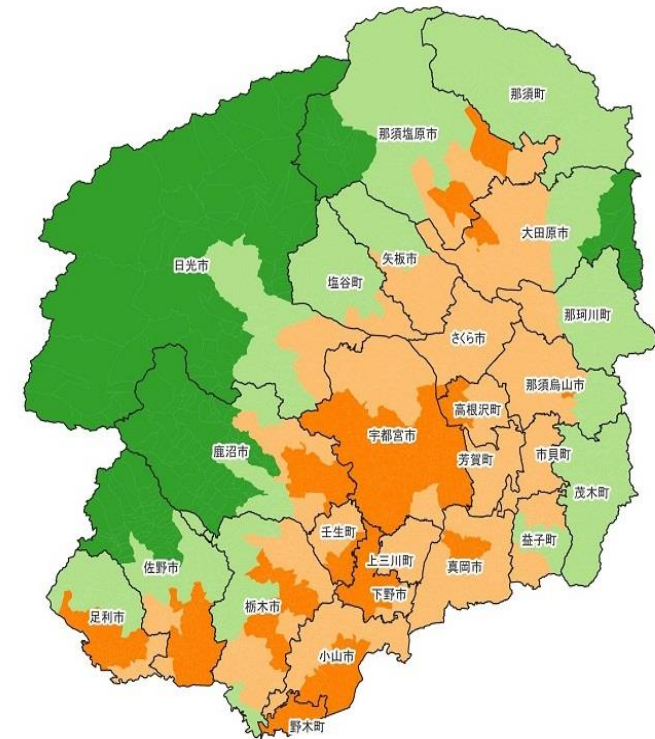 那須町
那須塩原市
大田原市
日光市
矢板市
塩谷町
那珂川町
さくら市
那須烏山市
高根沢町
宇都宮市
鹿沼市
芳賀町
市貝町
茂木町
壬生町
上三川町
益子町
佐野市
真岡市
下野市
栃木市
足利市
小山市
野木町